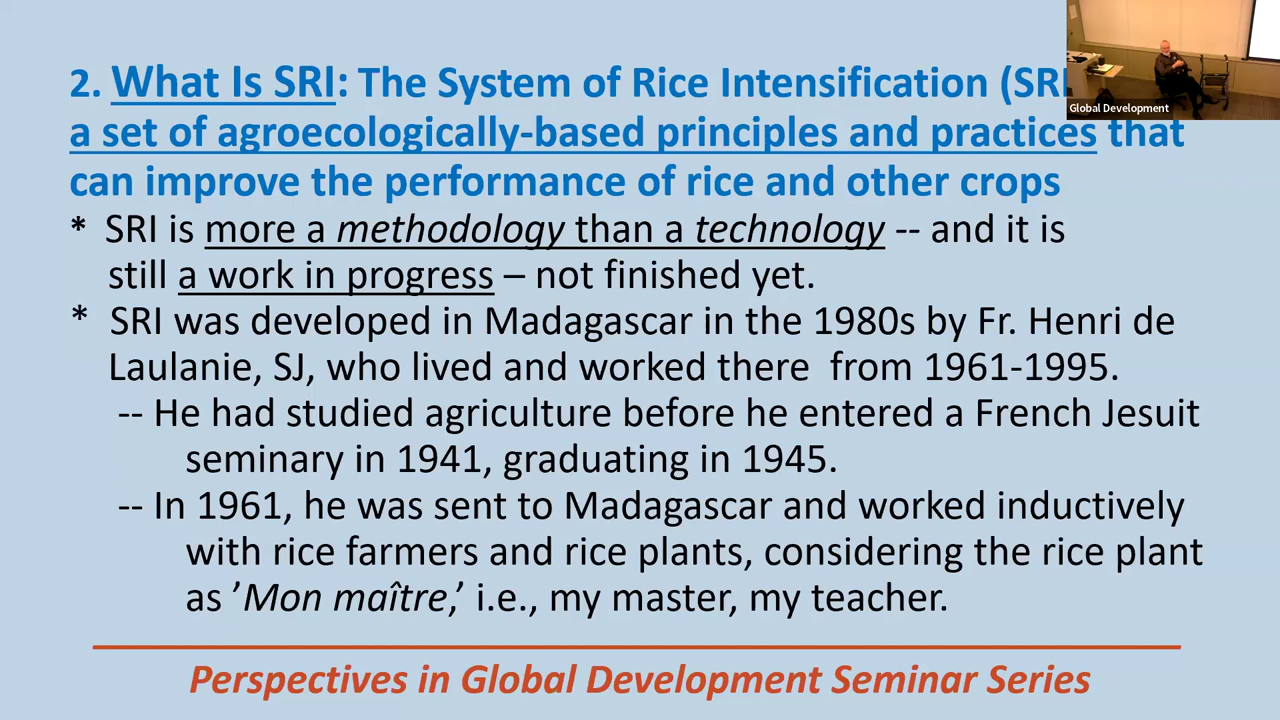 2. What Is SRI: The System of Rice Intensification (SRI
a set of agroecologically-based principles and practices that
can improve the performance of rice and other crops
* SRI is more a methodology than a technology -- and it is
still a work in progress – not finished yet.
* SRI was developed in Madagascar in the 1980s by Fr. Henri de
Laulanie, SJ, who lived and worked there from 1961-1995.
-- He had studied agriculture before he entered a French Jesuit
seminary in 1941, graduating in 1945.
-- In 1961, he was sent to Madagascar and worked inductively
with rice farmers and rice plants, considering the rice plant
as ’Mon maître,’ i.e., my master, my teacher.
Perspectives in Global Development Seminar Series
Global Development